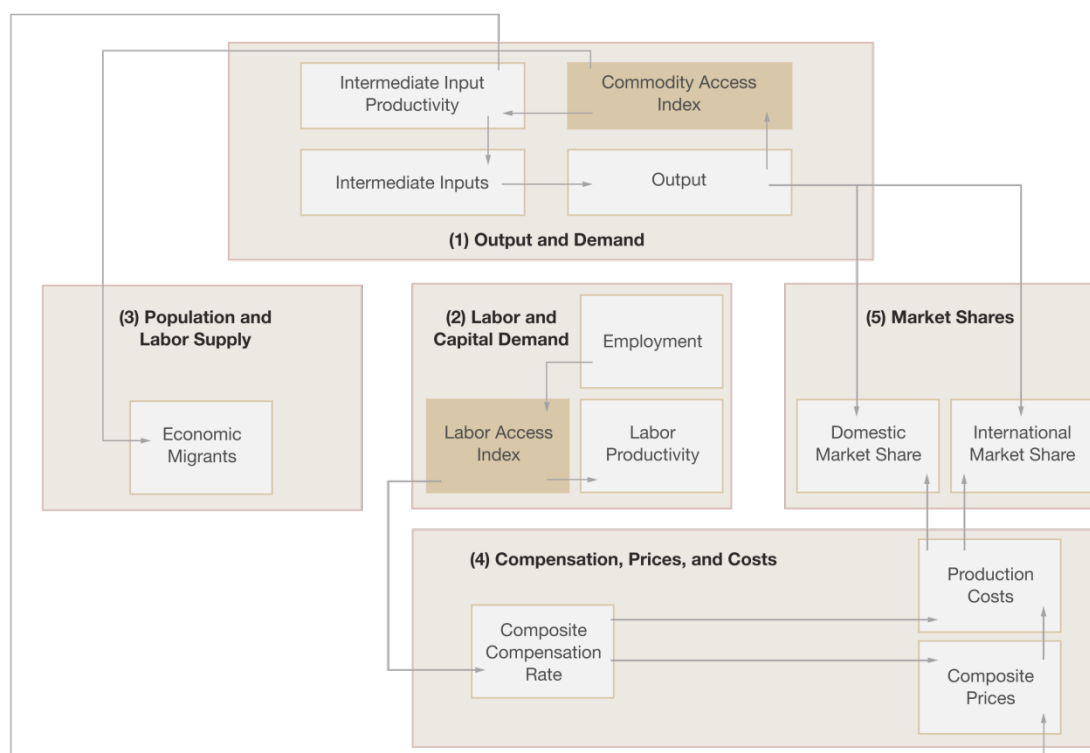 Intermediate Input
Productivity
Commodity Access
Index
Intermediate Inputs
Output
(1) Output and Demand
(3) Population and
Labor Supply
Economic
Migrants
(2) Labor and
Capital Demand
Employment
Labor Access
Index
Labor
Productivity
(5) Market Shares
Domestic
Market Share
International
Market Share
(4) Compensation, Prices, and Costs
Production
Costs
Composite
Compensation
Rate
Composite
Prices